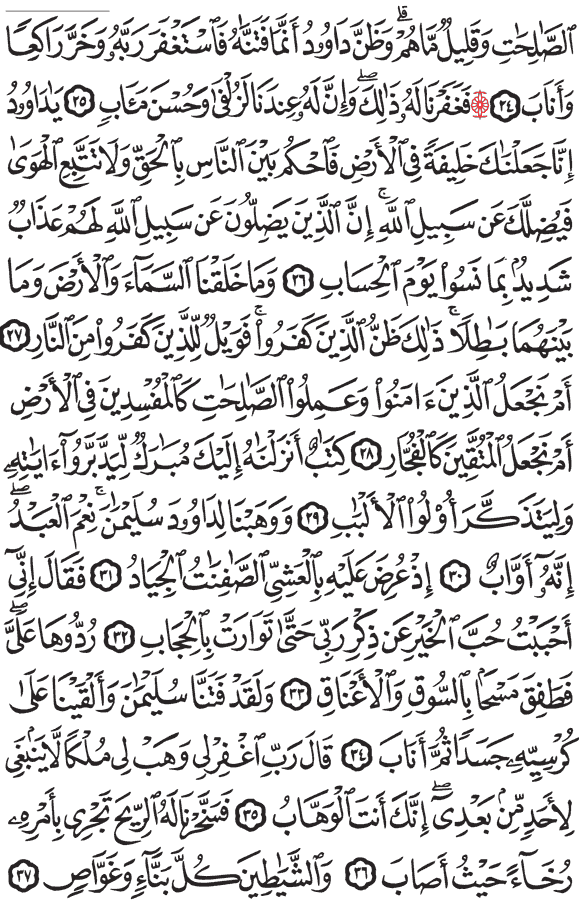 ٱلصَّٰلِحَٰتِ وَقَلِيلٌ مَّا هُمْ ۗ وَظَنَّ دَاوُۥدُ أَنَّمَا فَتَنَّٰهُ فَٱسْتَغْفَرَ رَبَّهُۥ وَخَرَّ رَاكِعًا
وَأَنَابَ ۩ ٢٤ فَغَفَرْنَا لَهُۥ ذَٰلِكَ ۖ وَإِنَّ لَهُۥ عِندَنَا لَزُلْفَىٰ وَحُسْنَ مَـَٔابٍ ٢٥ يَٰدَاوُۥدُ
إِنَّا جَعَلْنَٰكَ خَلِيفَةً فِى ٱلْأَرْضِ فَٱحْكُم بَيْنَ ٱلنَّاسِ بِٱلْحَقِّ وَلَا تَتَّبِعِ ٱلْهَوَىٰ
فَيُضِلَّكَ عَن سَبِيلِ ٱللَّهِ ۚ إِنَّ ٱلَّذِينَ يَضِلُّونَ عَن سَبِيلِ ٱللَّهِ لَهُمْ عَذَابٌ
شَدِيدٌۢ بِمَا نَسُوا۟ يَوْمَ ٱلْحِسَابِ ٢٦ وَمَا خَلَقْنَا ٱلسَّمَآءَ وَٱلْأَرْضَ وَمَا
بَيْنَهُمَا بَٰطِلًا ۚ ذَٰلِكَ ظَنُّ ٱلَّذِينَ كَفَرُوا۟ ۚ فَوَيْلٌ لِّلَّذِينَ كَفَرُوا۟ مِنَ ٱلنَّارِ ٢٧
أَمْ نَجْعَلُ ٱلَّذِينَ ءَامَنُوا۟ وَعَمِلُوا۟ ٱلصَّٰلِحَٰتِ كَٱلْمُفْسِدِينَ فِى ٱلْأَرْضِ
أَمْ نَجْعَلُ ٱلْمُتَّقِينَ كَٱلْفُجَّارِ ٢٨ كِتَٰبٌ أَنزَلْنَٰهُ إِلَيْكَ مُبَٰرَكٌ لِّيَدَّبَّرُوٓا۟ ءَايَٰتِهِۦ
وَلِيَتَذَكَّرَ أُو۟لُوا۟ ٱلْأَلْبَٰبِ ٢٩ وَوَهَبْنَا لِدَاوُۥدَ سُلَيْمَٰنَ ۚ نِعْمَ ٱلْعَبْدُ ۖ
إِنَّهُۥٓ أَوَّابٌ ٣٠ إِذْ عُرِضَ عَلَيْهِ بِٱلْعَشِىِّ ٱلصَّٰفِنَٰتُ ٱلْجِيَادُ ٣١ فَقَالَ إِنِّىٓ
أَحْبَبْتُ حُبَّ ٱلْخَيْرِ عَن ذِكْرِ رَبِّى حَتَّىٰ تَوَارَتْ بِٱلْحِجَابِ ٣٢ رُدُّوهَا عَلَىَّ ۖ
فَطَفِقَ مَسْحًۢا بِٱلسُّوقِ وَٱلْأَعْنَاقِ ٣٣ وَلَقَدْ فَتَنَّا سُلَيْمَٰنَ وَأَلْقَيْنَا عَلَىٰ
كُرْسِيِّهِۦ جَسَدًا ثُمَّ أَنَابَ ٣٤ قَالَ رَبِّ ٱغْفِرْ لِى وَهَبْ لِى مُلْكًا لَّا يَنۢبَغِى
لِأَحَدٍ مِّنۢ بَعْدِىٓ ۖ إِنَّكَ أَنتَ ٱلْوَهَّابُ ٣٥ فَسَخَّرْنَا لَهُ ٱلرِّيحَ تَجْرِى بِأَمْرِهِۦ
رُخَآءً حَيْثُ أَصَابَ ٣٦ وَٱلشَّيَٰطِينَ كُلَّ بَنَّآءٍ وَغَوَّاصٍ ٣٧